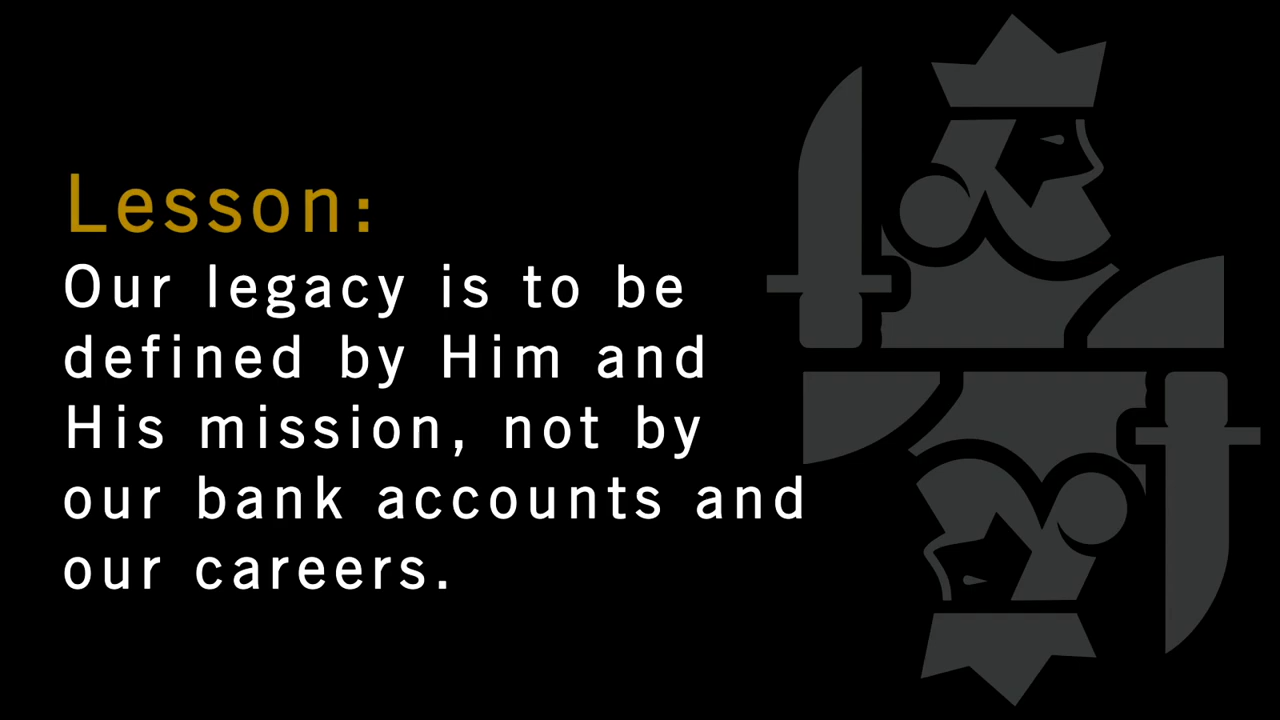 Lesson:
Our legacy is to be
defined by Him and
His mission, not by
our bank accounts and
our careers.